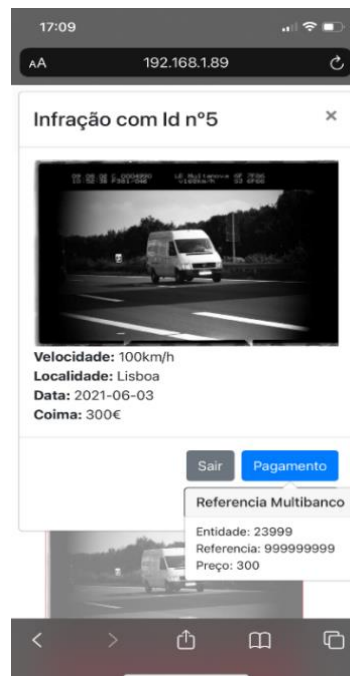 17:09
AA 192.168.1.89
Infração com Id nº5 ×
Velocidade: 100km/h
Localidade: Lisboa
Data: 2021-06-03
Coima: 300€
Sair Pagamento
Referencia Multibanco
Entidade: 23999
Referencia: 999999999
Preço: 300